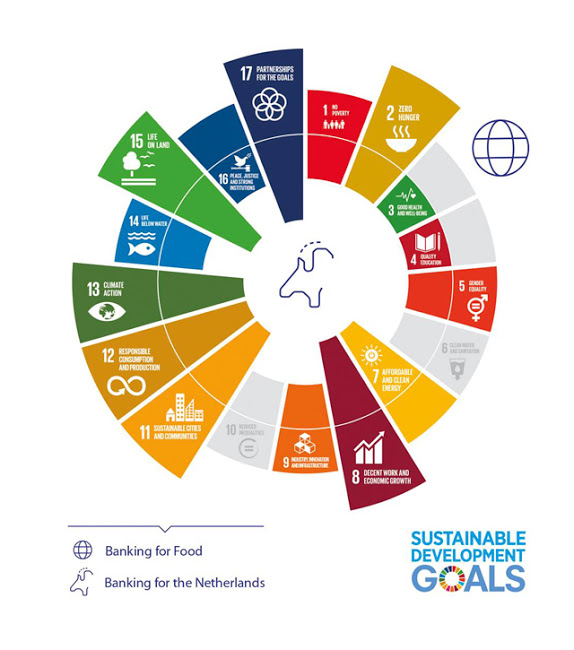 17 PARTNERSHIPS
FOR THE GOALS
1 NO
POVERTY
2 ZERO
HUNGER
3 GOOD HEALTH
AND WELL-BEING
4 QUALITY
EDUCATION
5 GENDER
EQUALITY
6 CLEAN WATER
AND SANITATION
7 AFFORDABLE
AND CLEAN
ENERGY
8 DECENT WORK AND
ECONOMIC GROWTH
9 INDUSTRY, INNOVATION
AND INFRASTRUCTURE
10 REDUCED
INEQUALITIES
11 SUSTAINABLE CITIES
AND COMMUNITIES
12 RESPONSIBLE
CONSUMPTION
AND PRODUCTION
13 CLIMATE
ACTION
14 LIFE
BELOW WATER
15 LIFE
ON LAND
16 PEACE, JUSTICE
AND STRONG
INSTITUTIONS
Banking for Food
Banking for the Netherlands
SUSTAINABLE
DEVELOPMENT
GOALS